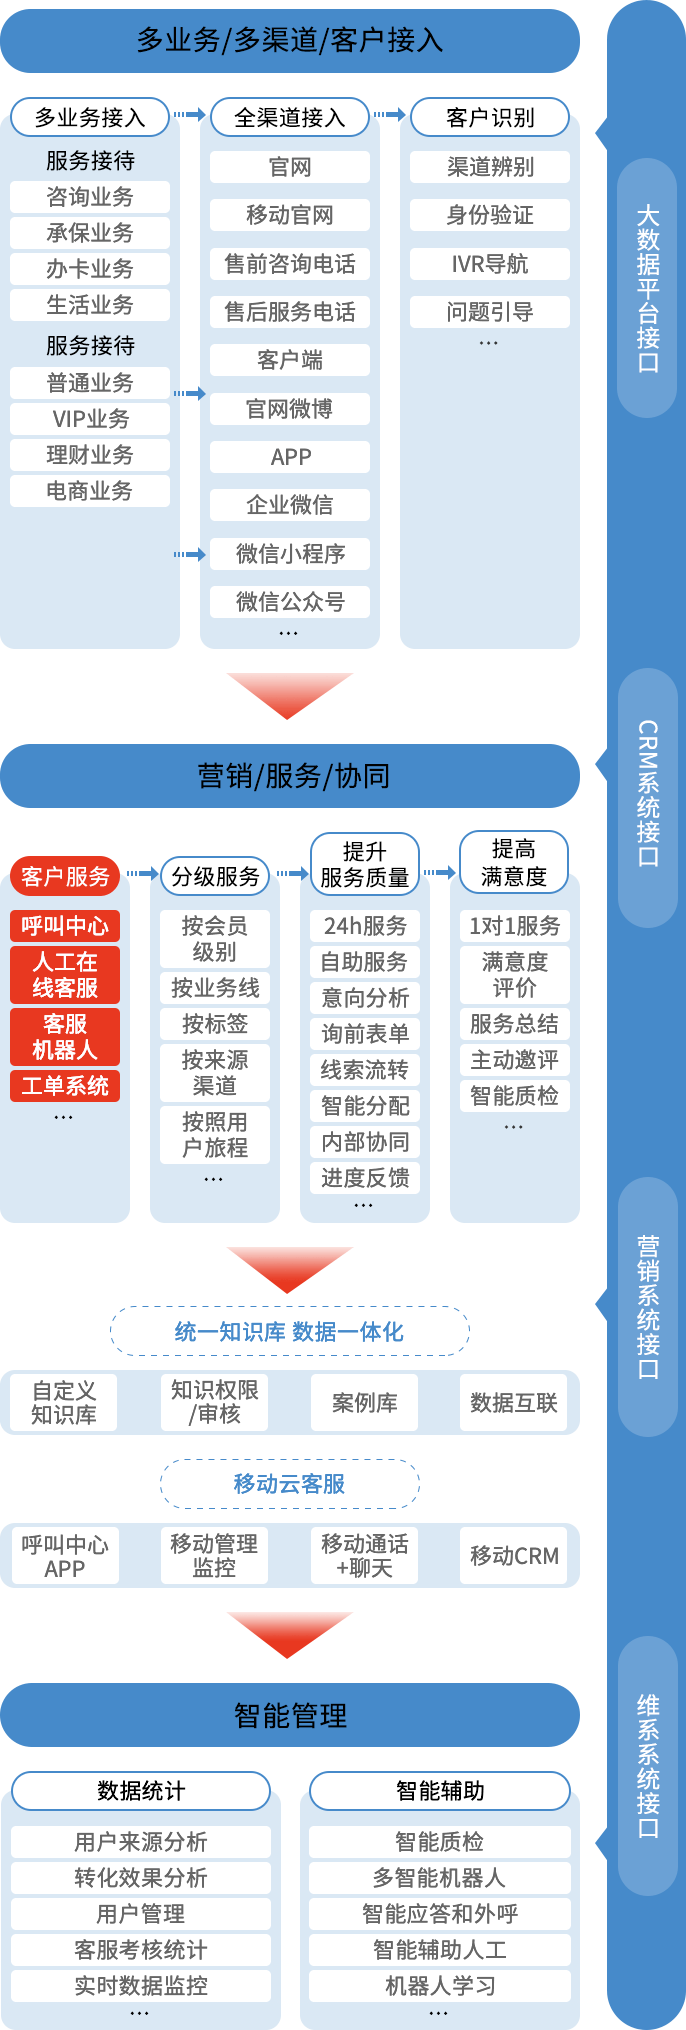 多业务/多渠道/客户接入
多业务接入
服务接待
咨询业务
承保业务
办卡业务
生活业务
服务接待
普通业务
VIP业务
理财业务
电商业务
全渠道接入
官网
移动官网
售前咨询电话
售后服务电话
客户端
官网微博
APP
企业微信
微信小程序
微信公众号
...
客户识别
渠道辨别
身份验证
IVR导航
问题引导
...
营销/服务/协同
客户服务
呼叫中心
人工在
线客服
客服
机器人
工单系统
...
分级服务
按会员
级别
按业务线
按标签
按来源
渠道
按照用
户旅程
...
提升
服务质量
24h服务
自助服务
意向分析
询前表单
线索流转
智能分配
内部协同
进度反馈
...
提高
满意度
1对1服务
满意度
评价
服务总结
主动邀评
智能质检
...
统一知识库 数据一体化
自定义
知识库
知识权限
/审核
案例库
数据互联
移动云客服
呼叫中心
APP
移动管理
监控
移动通话
+聊天
移动CRM
智能管理
数据统计
用户来源分析
转化效果分析
用户管理
客服考核统计
实时数据监控
...
智能辅助
智能质检
多智能机器人
智能应答和外呼
智能辅助人工
机器人学习
...
大数据平台接口
CRM系统接口
营销系统接口
维系系统接口